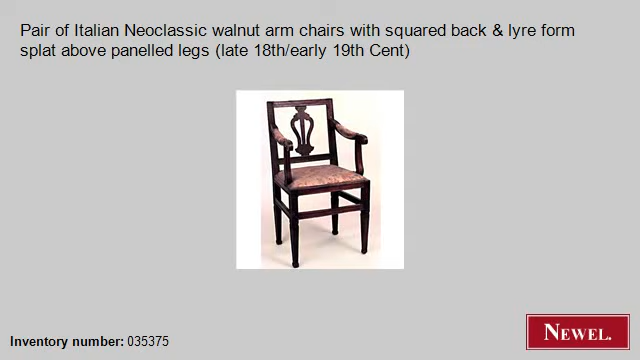 Pair of Italian Neoclassic walnut arm chairs with squared back & lyre form
splat above panelled legs (late 18th/early 19th Cent)
Inventory number: 035375
NEWEL.